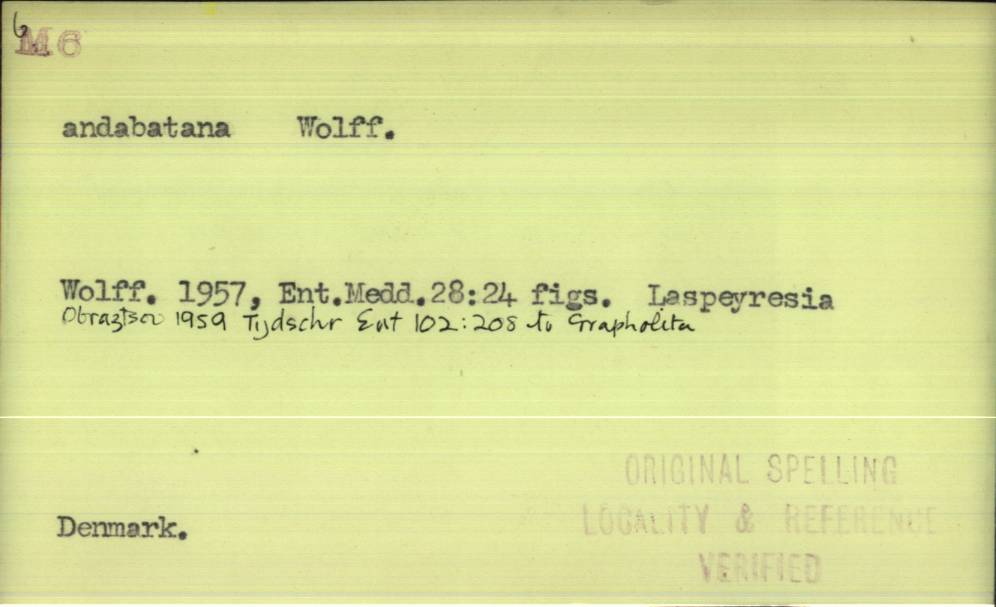 6
M6
andabatana Wolff.
Wolff. 1957, Ent.Medd.28:24 figs. Laspeyresia
Obraztsov 1959 Tijdschr Ent 102:208 to Grapholita
ORIGINAL SPELLING
Denmark.
LOCALITY & REFERENCE
VERIFIED